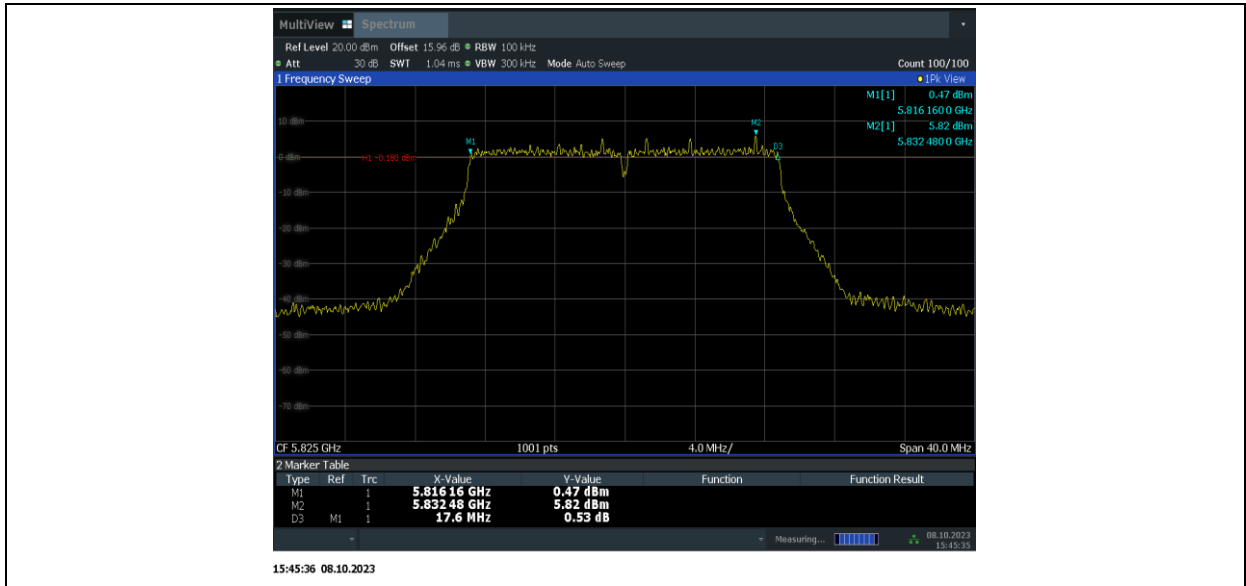 MultiView Spectrum
Ref Level 20.00 dBm Offset 15.96 dB RBW 100 kHz
Att 30 dB SWT 1.04 ms VBW 300 kHz Mode Auto Sweep Count 100/100
1 Frequency Sweep 1Pk View
M1[1] 0.47 dBm
5.816 160 0 GHz
10 dBm M2 M2[1] 5.82 dBm
M1 D3 5.832 480 0 GHz
0 dBm H1 -0.180 dBm
-10 dBm
-20 dBm
-30 dBm
-40 dBm
-50 dBm
-60 dBm
-70 dBm
CF 5.825 GHz 1001 pts 4.0 MHz/ Span 40.0 MHz
2 Marker Table
Type Ref Trc X-Value Y-Value Function Function Result
M1 1 5.816 16 GHz 0.47 dBm
M2 1 5.832 48 GHz 5.82 dBm
D3 M1 1 17.6 MHz 0.53 dB
Measuring... 08.10.2023
15:45:35
15:45:36 08.10.2023